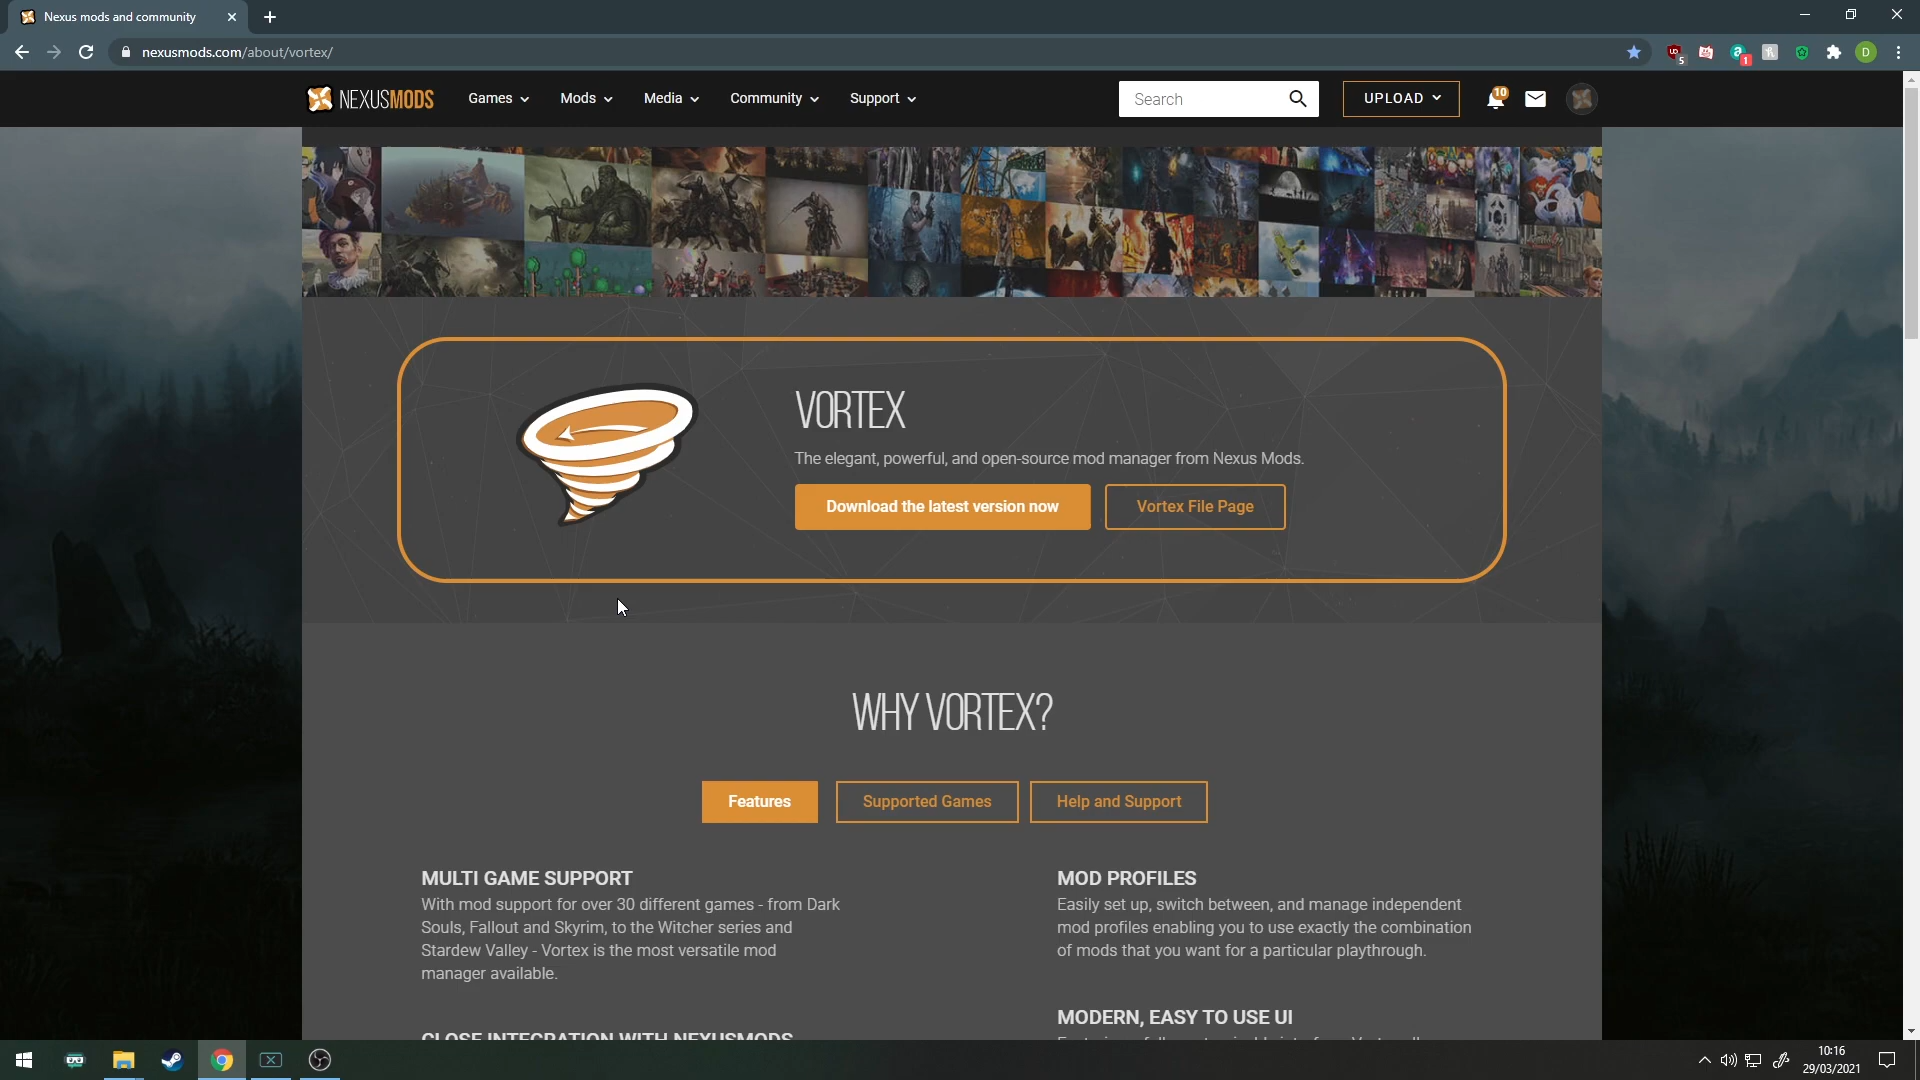 Nexus mods and community
nexusmods.com/about/vortex/
5
1
D
NEXUSMODS
Games
Mods
Media
Community
Support
Search
UPLOAD
10
VORTEX
The elegant, powerful, and open-source mod manager from Nexus Mods.
Download the latest version now
Vortex File Page
WHY VORTEX?
Features
Supported Games
Help and Support
MULTI GAME SUPPORT
With mod support for over 30 different games - from Dark
Souls, Fallout and Skyrim, to the Witcher series and
Stardew Valley - Vortex is the most versatile mod
manager available.
CLOSE INTEGRATION WITH NEXUSMODS
MOD PROFILES
Easily set up, switch between, and manage independent
mod profiles enabling you to use exactly the combination
of mods that you want for a particular playthrough.
MODERN, EASY TO USE UI
10:16
29/03/2021